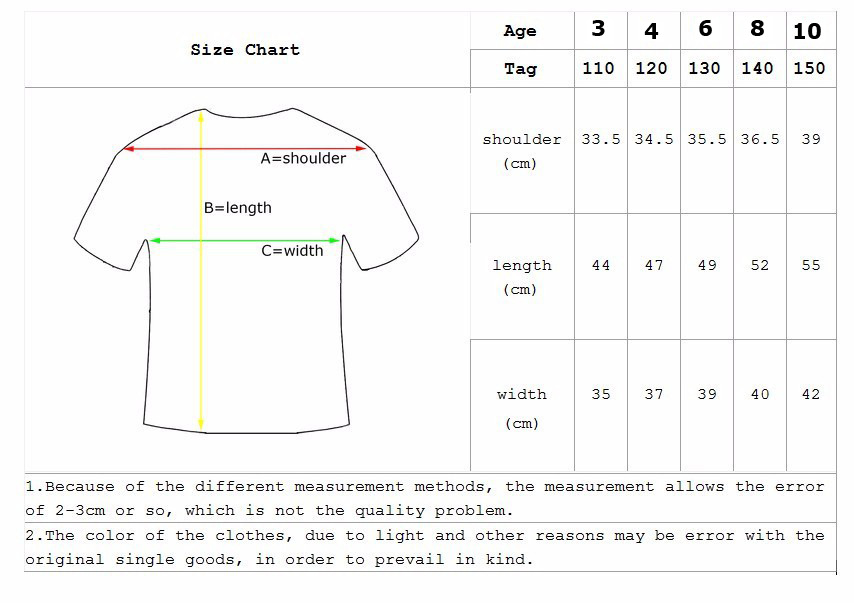 Size Chart
Age 3 4 6 8 10
Tag 110 120 130 140 150
A=shoulder
B=length
C=width
shoulder 33.5 34.5 35.5 36.5 39
(cm)
length 44 47 49 52 55
(cm)
width 35 37 39 40 42
(cm)
1.Because of the different measurement methods, the measurement allows the error
of 2-3cm or so, which is not the quality problem.
2.The color of the clothes, due to light and other reasons may be error with the
original single goods, in order to prevail in kind.